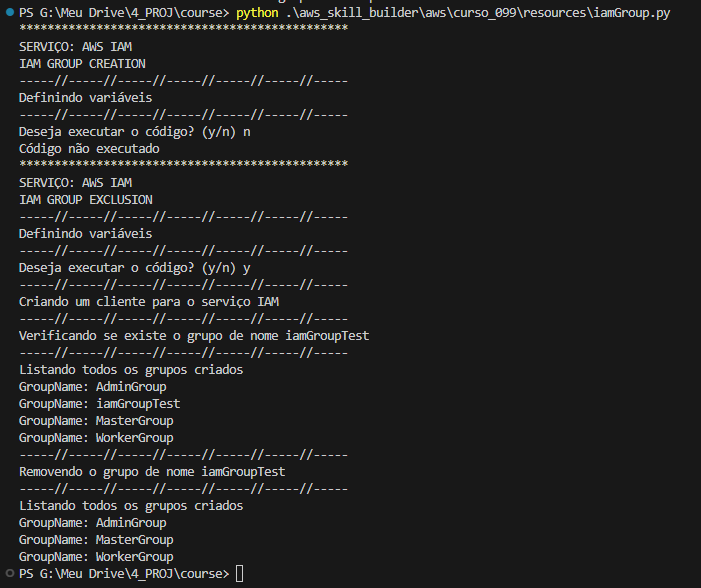 PS G:\Meu Drive\4_PROJ\course> python .\aws_skill_builder\aws\curso_099\resources\iamGroup.py
***********************************************
SERVIÇO: AWS IAM
IAM GROUP CREATION
-----//-----//-----//-----//-----//-----//-----
Definindo variáveis
-----//-----//-----//-----//-----//-----//-----
Deseja executar o código? (y/n) n
Código não executado
***********************************************
SERVIÇO: AWS IAM
IAM GROUP EXCLUSION
-----//-----//-----//-----//-----//-----//-----
Definindo variáveis
-----//-----//-----//-----//-----//-----//-----
Deseja executar o código? (y/n) y
-----//-----//-----//-----//-----//-----//-----
Criando um cliente para o serviço IAM
-----//-----//-----//-----//-----//-----//-----
Verificando se existe o grupo de nome iamGroupTest
-----//-----//-----//-----//-----//-----//-----
Listando todos os grupos criados
GroupName: AdminGroup
GroupName: iamGroupTest
GroupName: MasterGroup
GroupName: WorkerGroup
-----//-----//-----//-----//-----//-----//-----
Removendo o grupo de nome iamGroupTest
-----//-----//-----//-----//-----//-----//-----
Listando todos os grupos criados
GroupName: AdminGroup
GroupName: MasterGroup
GroupName: WorkerGroup
PS G:\Meu Drive\4_PROJ\course>